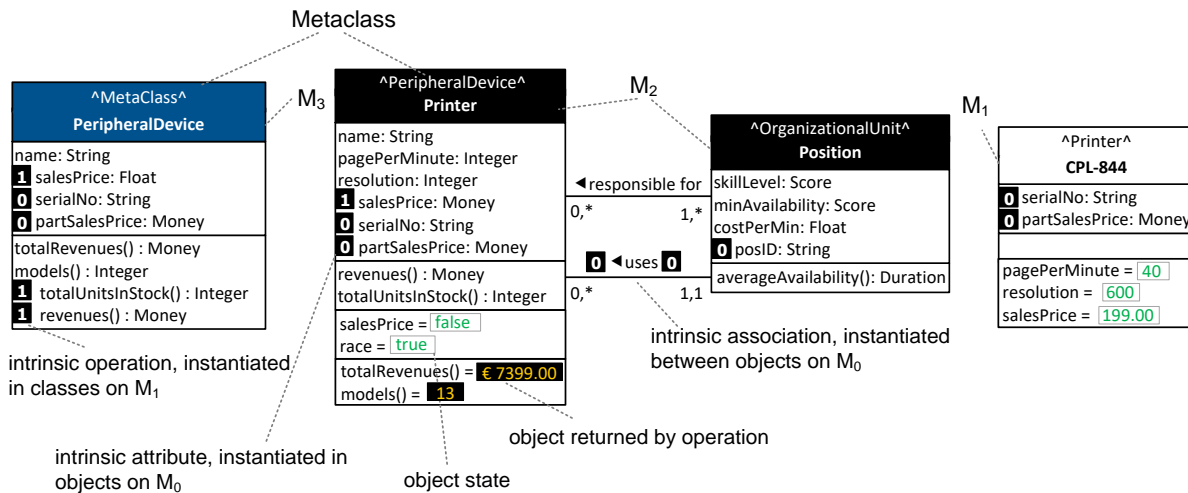 Metaclass
^MetaClass^
PeripheralDevice
name: String
1 salesPrice: Float
0 serialNo: String
0 partSalesPrice: Money
totalRevenues() : Money
models() : Integer
1 totalUnitsInStock() : Integer
1 revenues() : Money
M3
intrinsic operation, instantiated
in classes on M1
^PeripheralDevice^
Printer
name: String
pagePerMinute: Integer
resolution: Integer
1 salesPrice: Money
0 serialNo: String
0 partSalesPrice: Money
revenues() : Money
totalUnitsInStock() : Integer
salesPrice = false
race = true
totalRevenues() = € 7399.00
models() = 13
M2
◄responsible for
0,* 1,*
0 ◄uses 0
0,* 1,1
^OrganizationalUnit^
Position
skillLevel: Score
minAvailability: Score
costPerMin: Float
0 posID: String
averageAvailability(): Duration
M1
^Printer^
CPL-844
0 serialNo: String
0 partSalesPrice: Money
pagePerMinute = 40
resolution = 600
salesPrice = 199.00
intrinsic association, instantiated
between objects on M0
object returned by operation
intrinsic attribute, instantiated in
objects on M0
object state